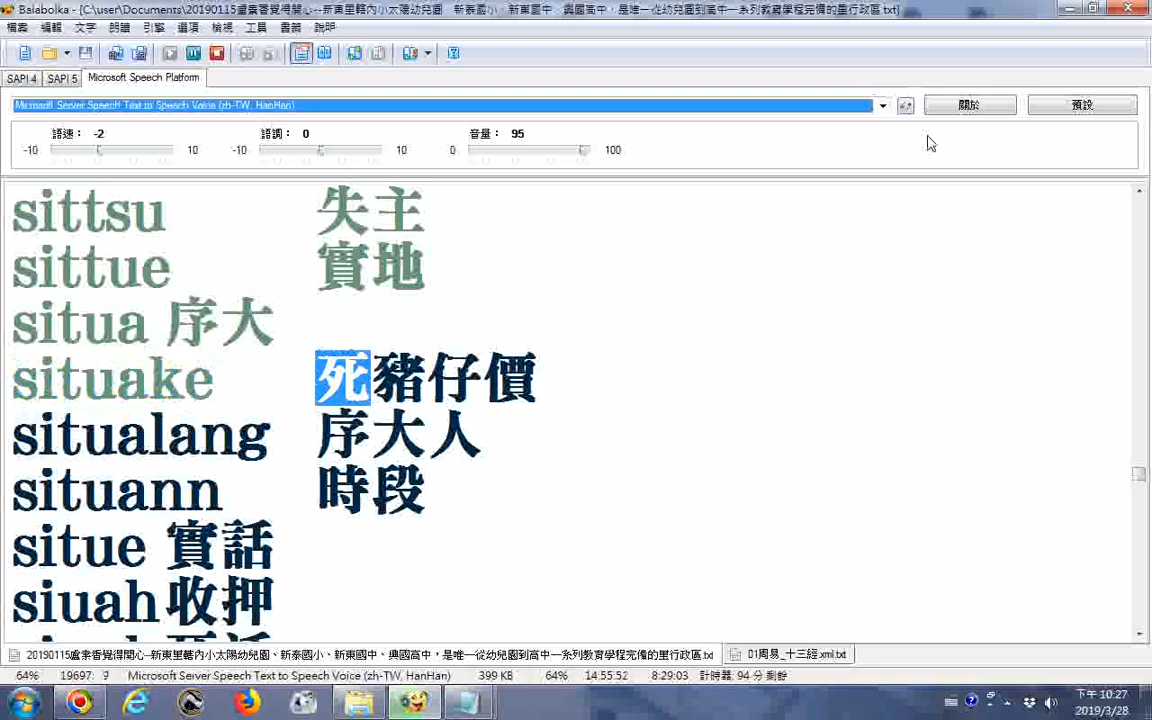 Balabolka - [C:\user\Documents\20190115盧紫香覺得開心--新東里轄內小太陽幼兒園、新泰國小、新東國中、興國高中，是唯一從幼兒園到高中一系列教育學程完備的里行政區.txt]
檔案 編輯 文字 朗讀 引擎 選項 檢視 工具 書籤 說明
SAPI 4 SAPI 5 Microsoft Speech Platform
Microsoft Server Speech Text to Speech Voice (zh-TW, HanHan) 關於 預設
語速： -2 語調： 0 音量： 95
-10 10 -10 10 0 100
sittsu 失主
sittue 實地
situa 序大
situake 死豬仔價
situalang 序大人
situann 時段
situe 實話
siuah 收押
20190115盧紫香覺得開心--新東里轄內小太陽幼兒園、新泰國小、新東國中、興國高中，是唯一從幼兒園到高中一系列教育學程完備的里行政區.txt 01周易_十三經.xml.txt
64% 19697: 9 Microsoft Server Speech Text to Speech Voice (zh-TW, HanHan) 399 KB 64% 14:55:52 8:29:03 計時器: 94 分 剩餘
下午 10:27
2019/3/28